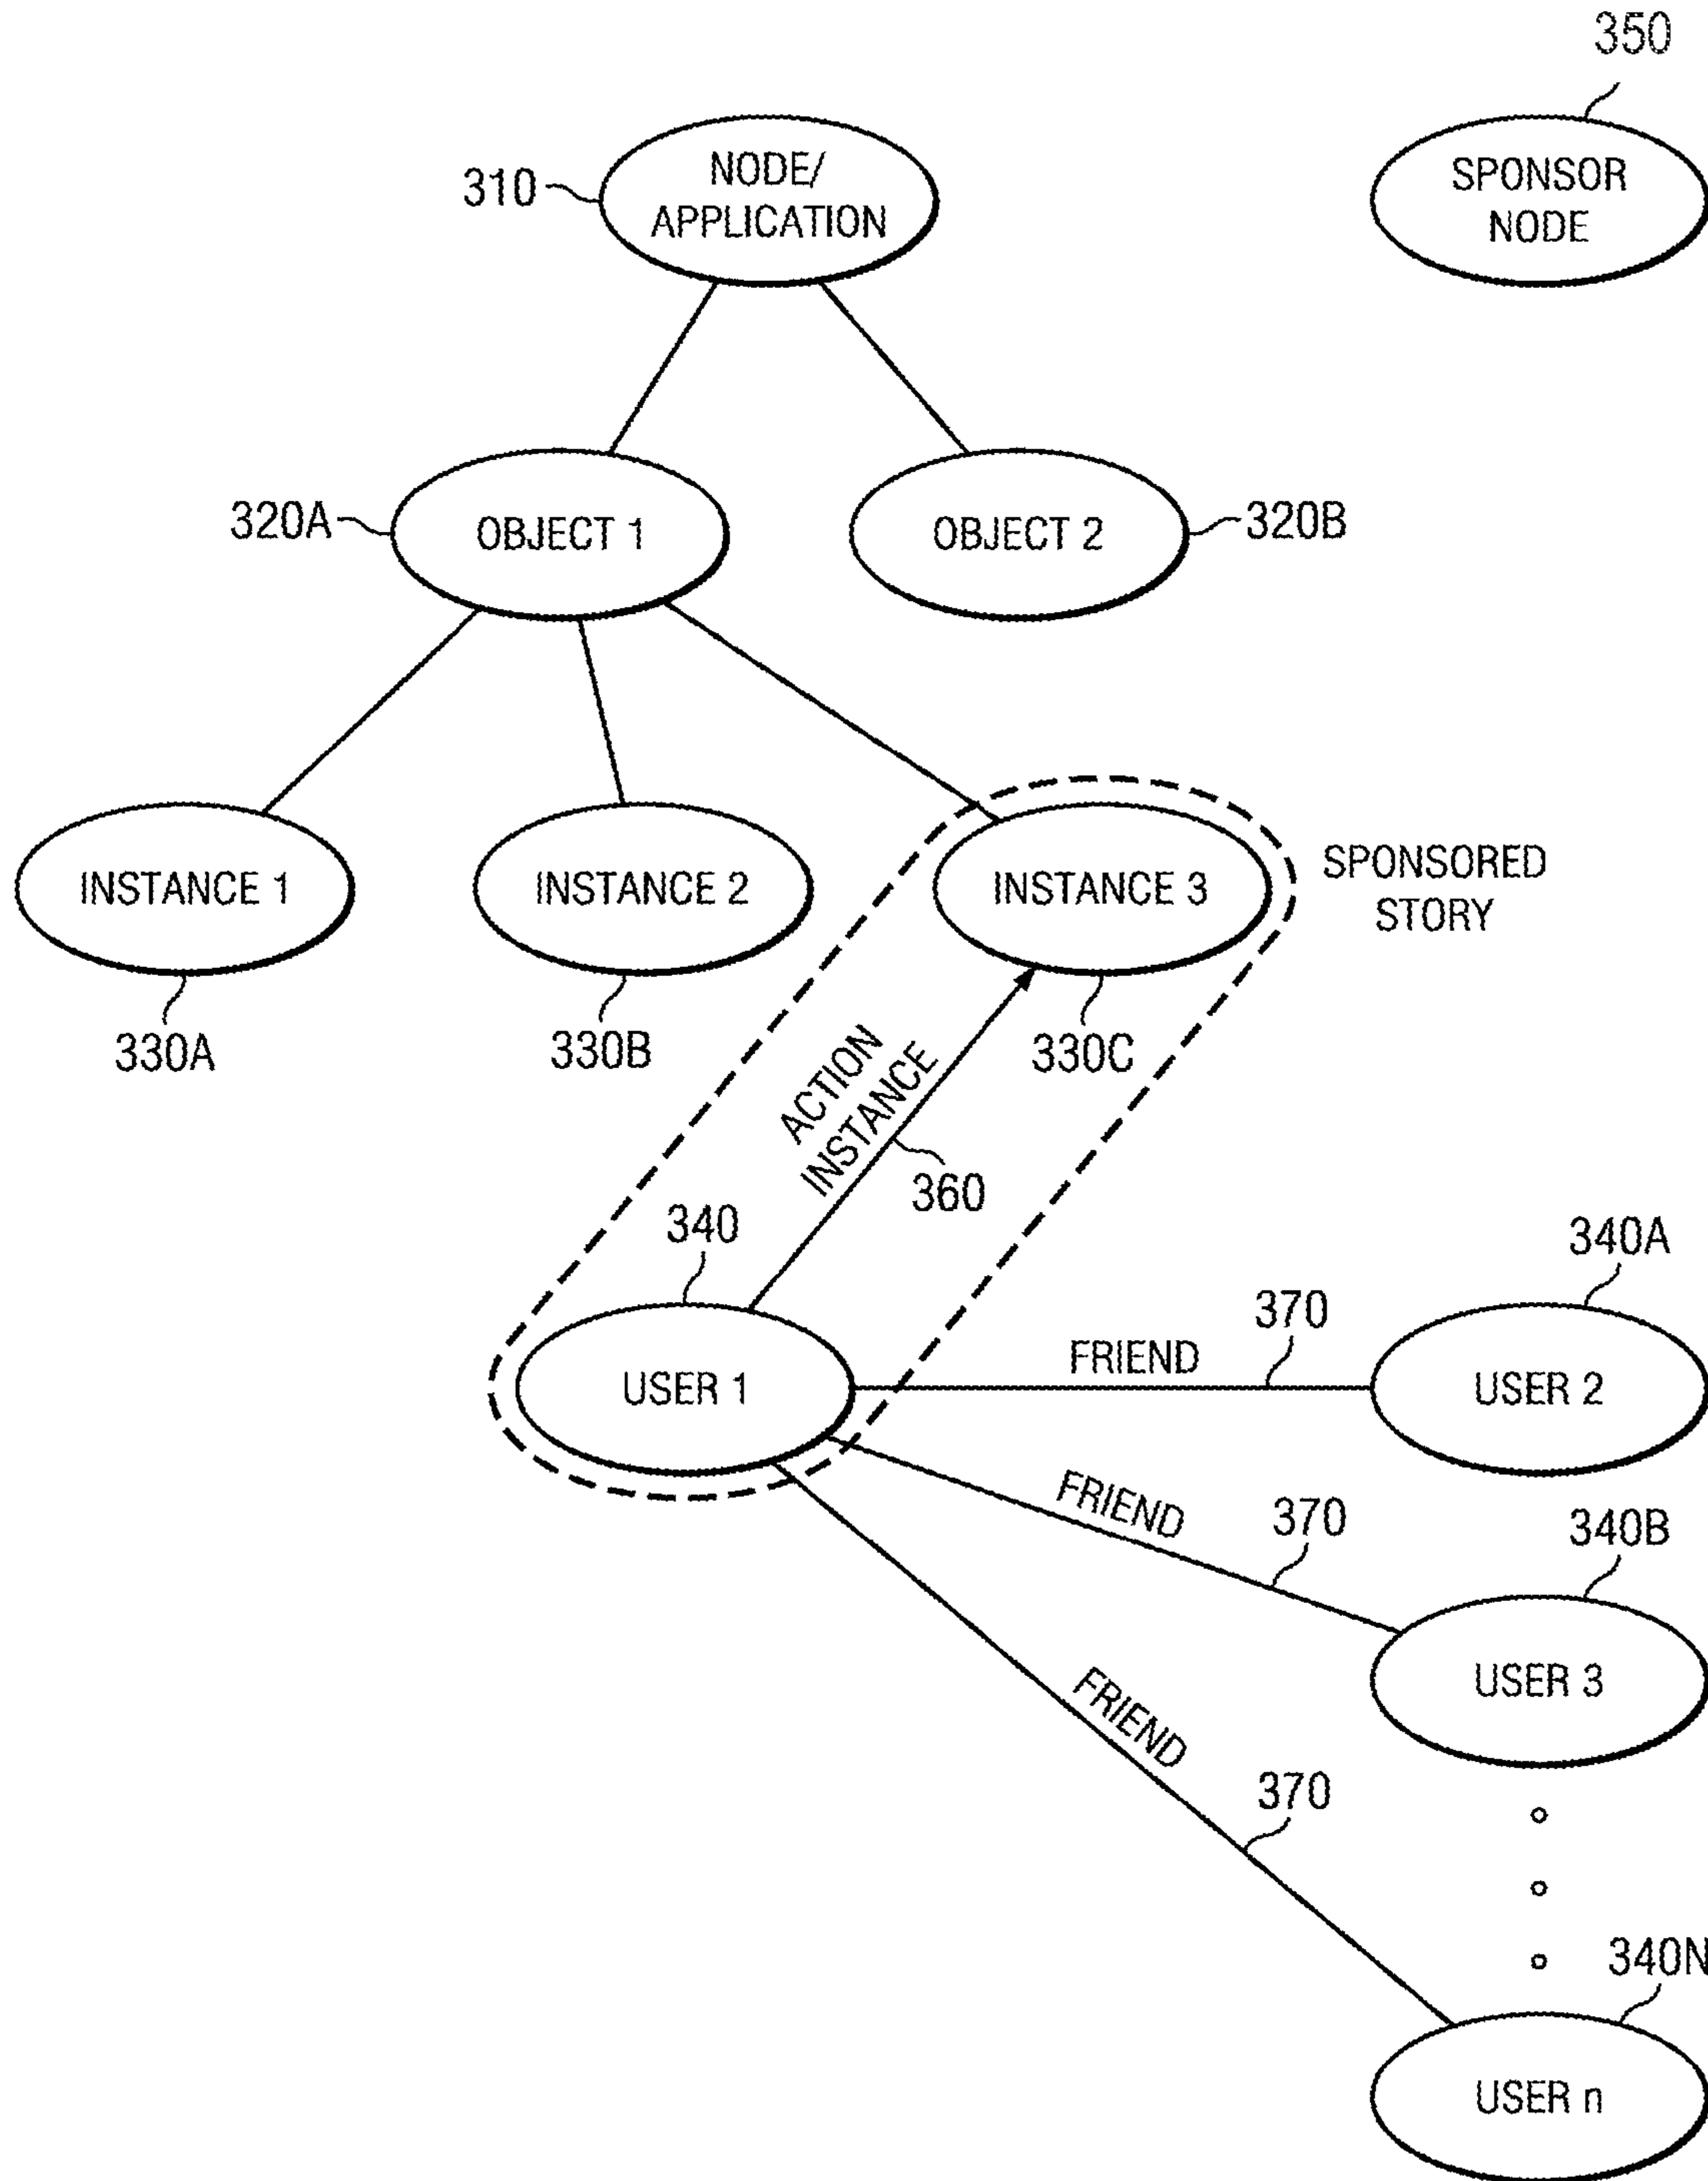 350
NODE/
APPLICATION
310
SPONSOR
NODE
320A
OBJECT 1
OBJECT 2
320B
INSTANCE 1
INSTANCE 2
INSTANCE 3
SPONSORED
STORY
330A
330B
330C
ACTION
INSTANCE
360
340
340A
USER 1
FRIEND
370
USER 2
FRIEND
370
340B
USER 3
FRIEND
370
340N
USER n